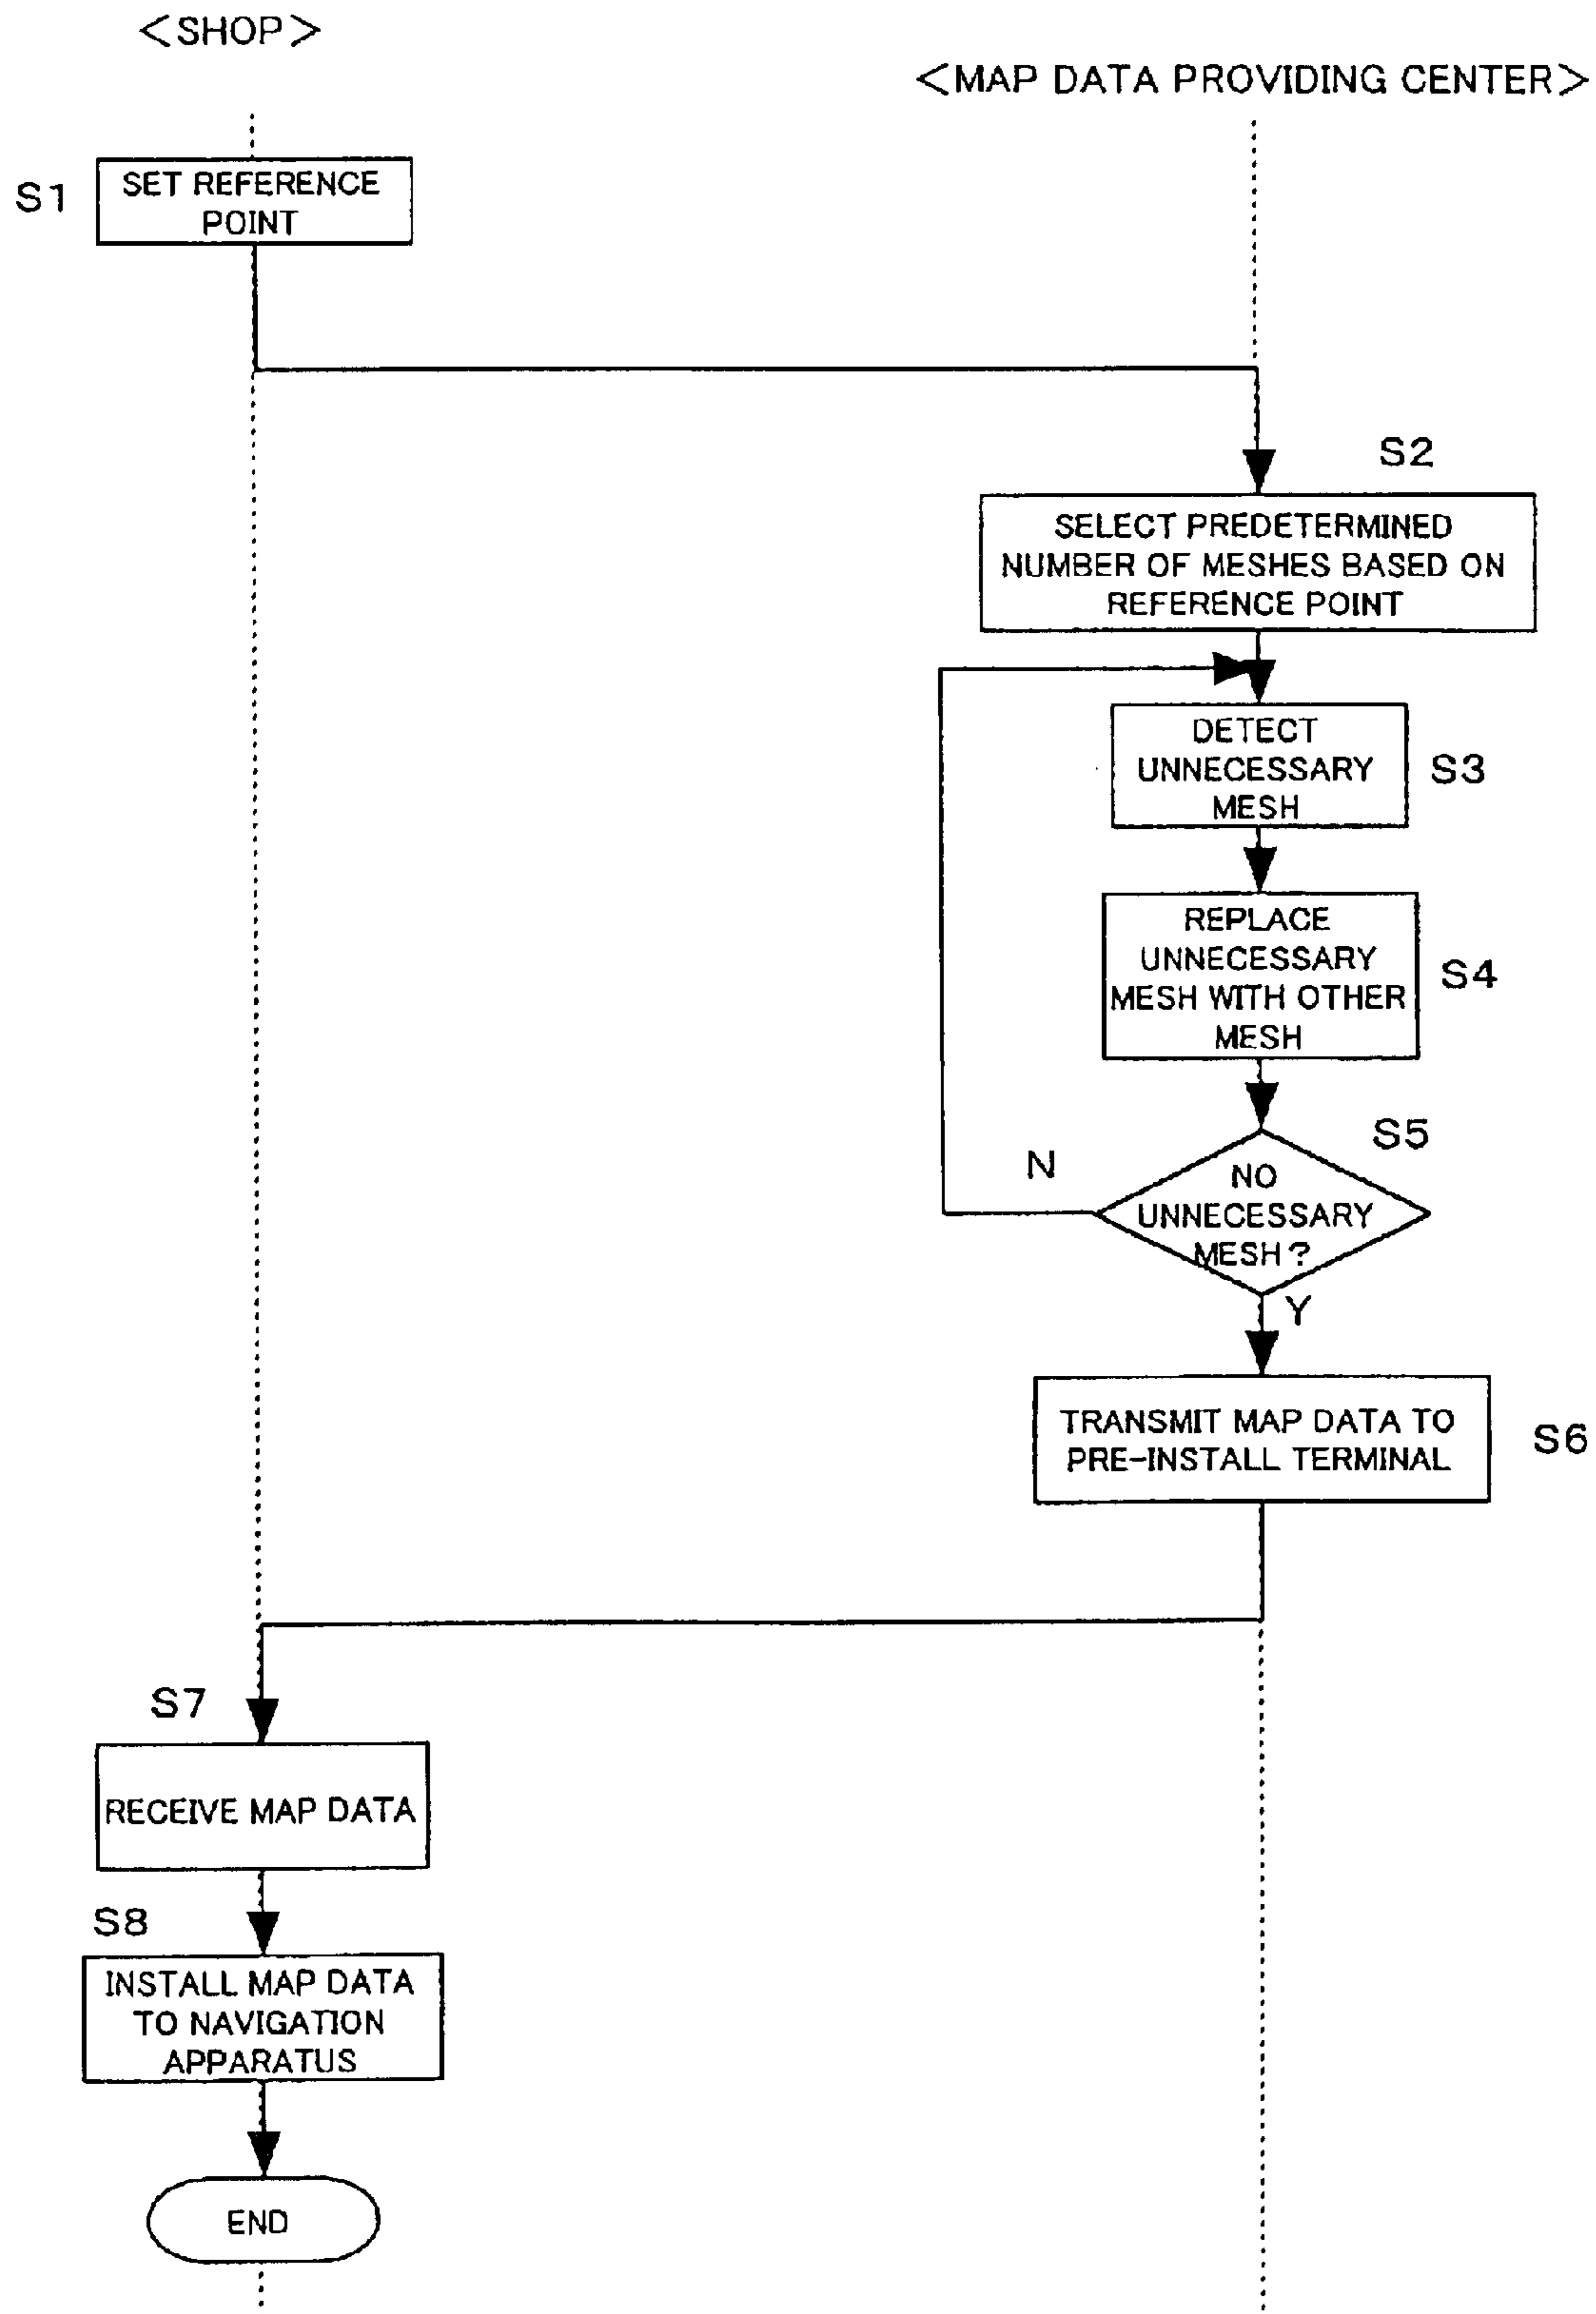 <SHOP>
<MAP DATA PROVIDING CENTER>
S1
SET REFERENCE
POINT
S2
SELECT PREDETERMINED
NUMBER OF MESHES BASED ON
REFERENCE POINT
DETECT
UNNECESSARY
MESH
S3
REPLACE
UNNECESSARY
MESH WITH OTHER
MESH
S4
S5
N
NO
UNNECESSARY
MESH?
Y
TRANSMIT MAP DATA TO
PRE-INSTALL TERMINAL
S6
S7
RECEIVE MAP DATA
S8
INSTALL MAP DATA
TO NAVIGATION
APPARATUS
END